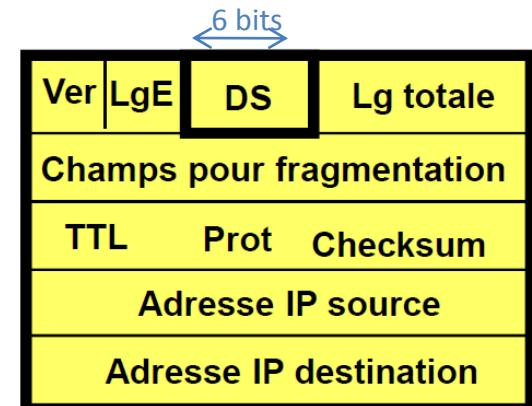 6 bits
Ver LgE DS Lg totale
Champs pour fragmentation
TTL Prot Checksum
Adresse IP source
Adresse IP destination